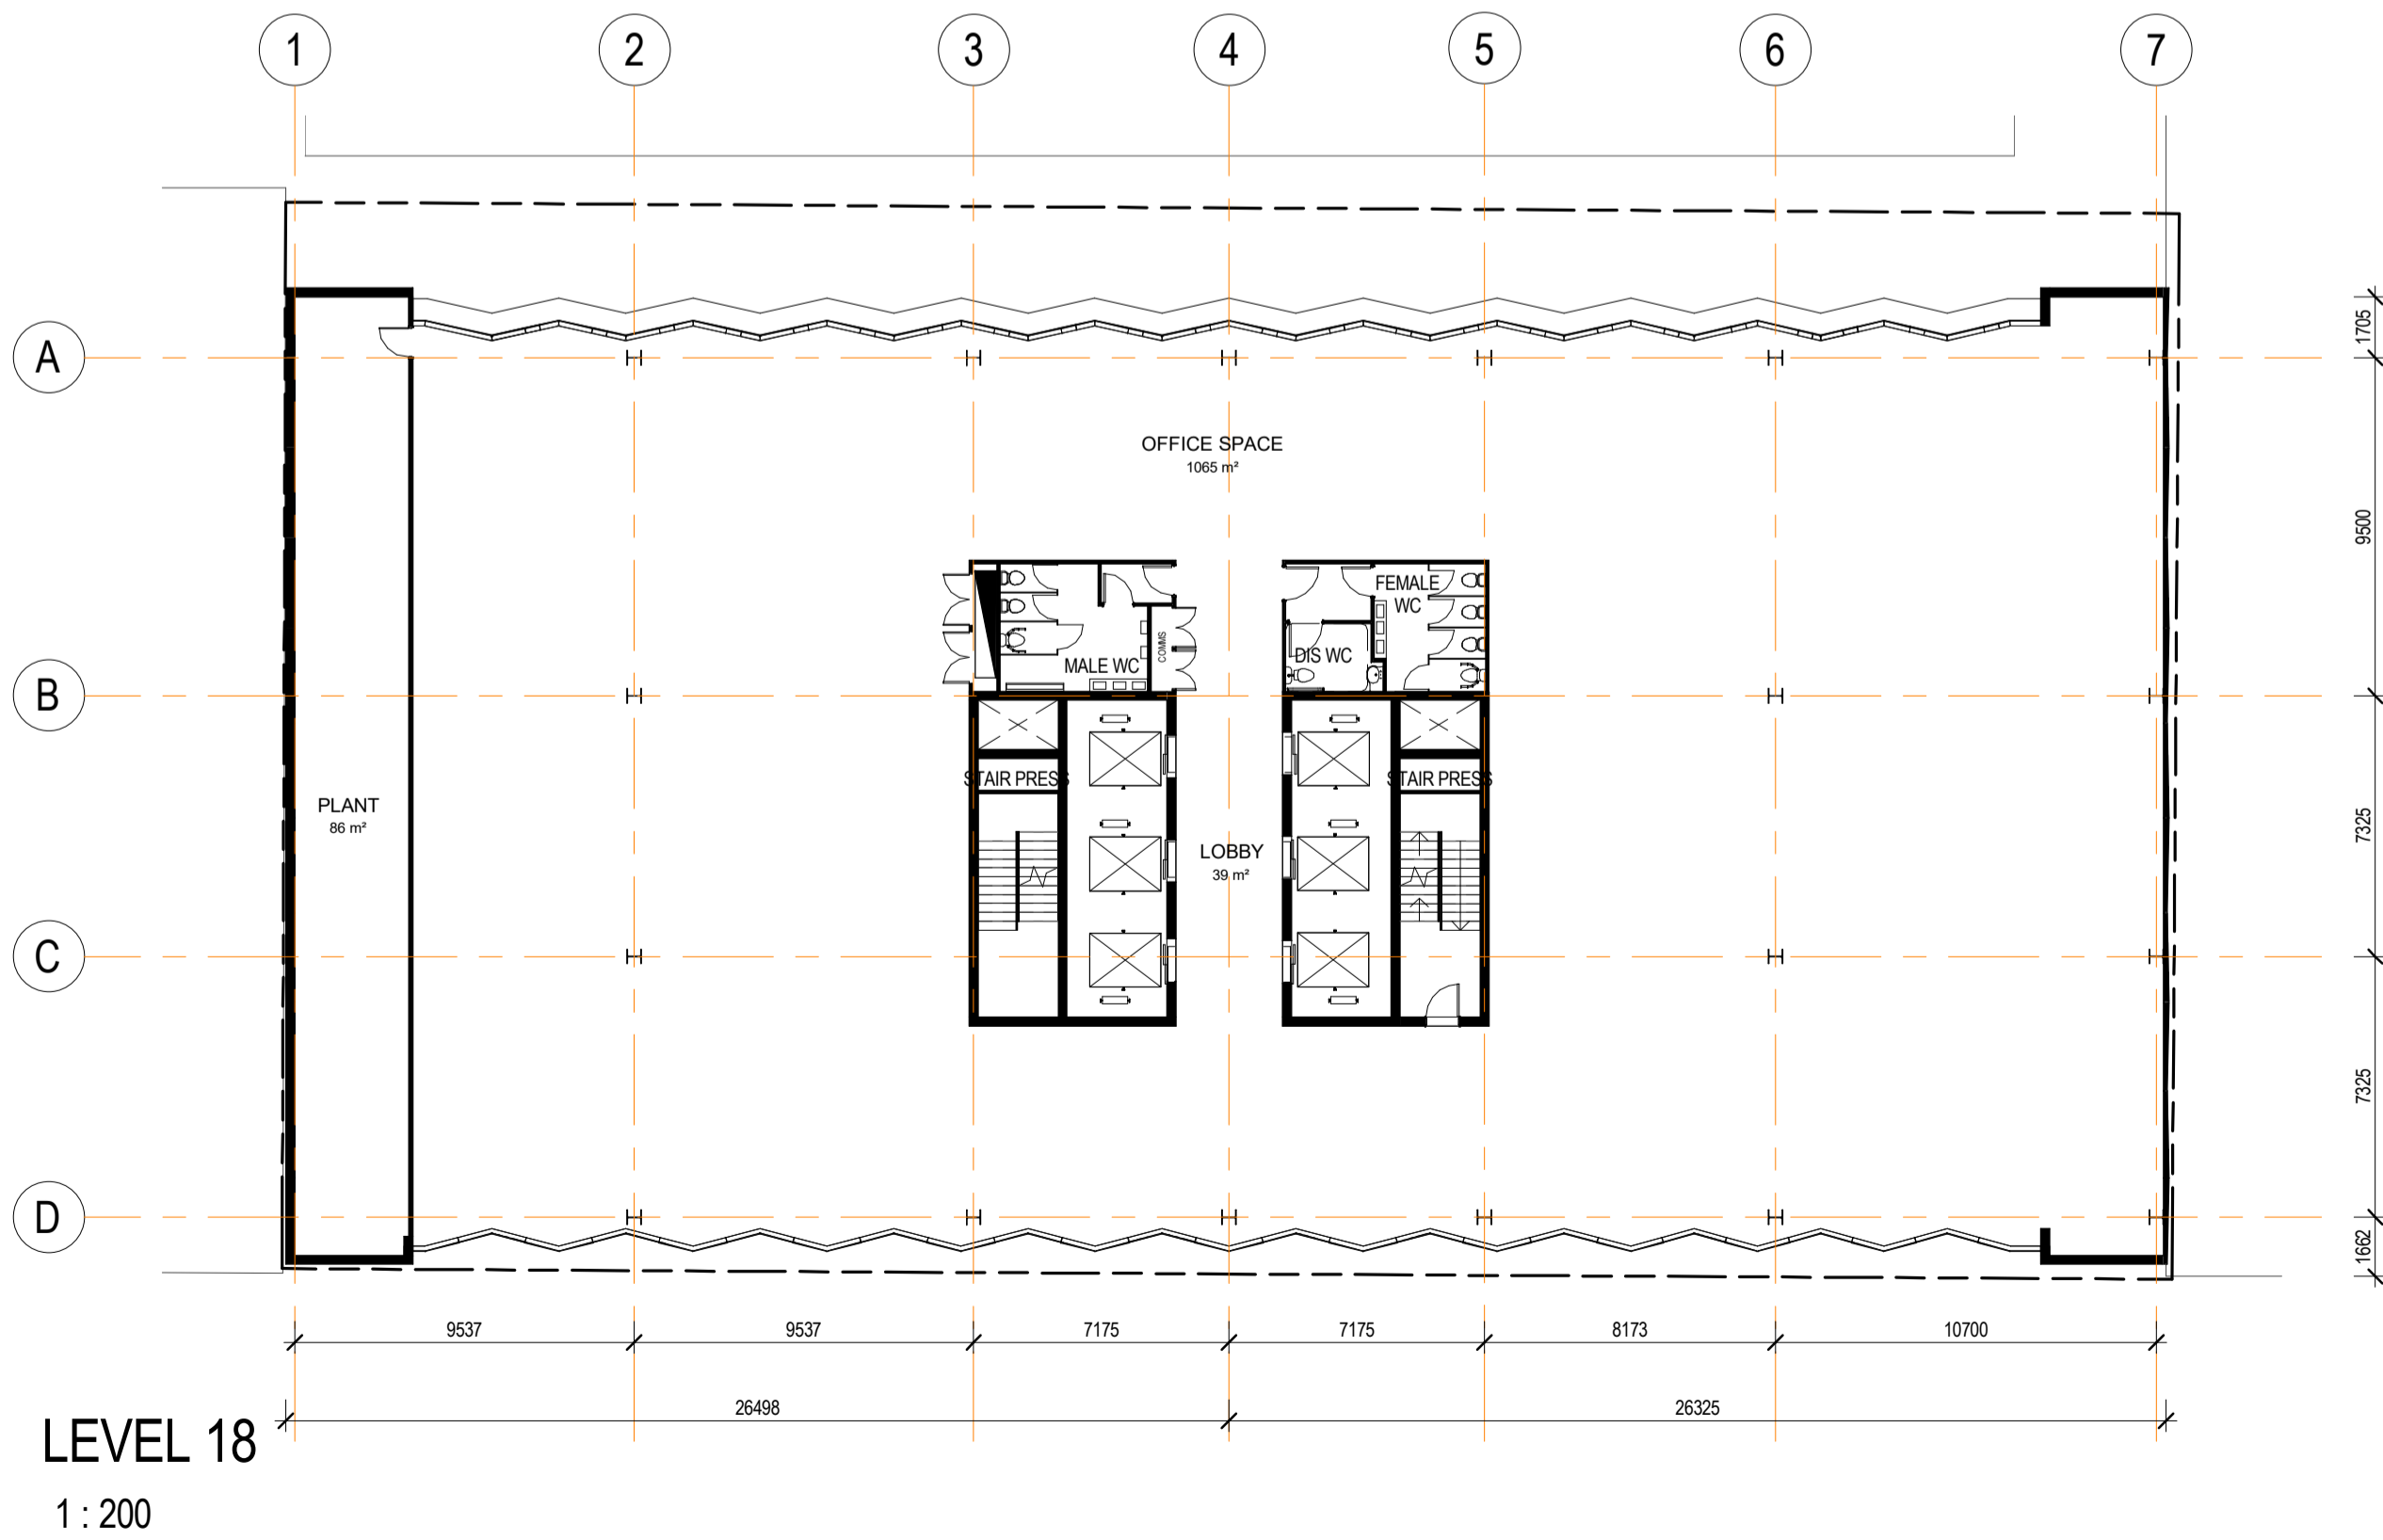 1 2 3 4 5 6 7
A
1705
OFFICE SPACE
1065 m²
9500
FEMALE
WC
COMMS
DIS WC
MALE WC
B
STAIR PRESS
STAIR PRESS
PLANT
86 m²
7325
LOBBY
39 m²
C
7325
D
1662
9537 9537 7175 7175 8173 10700
26498 26325
LEVEL 18
1 : 200